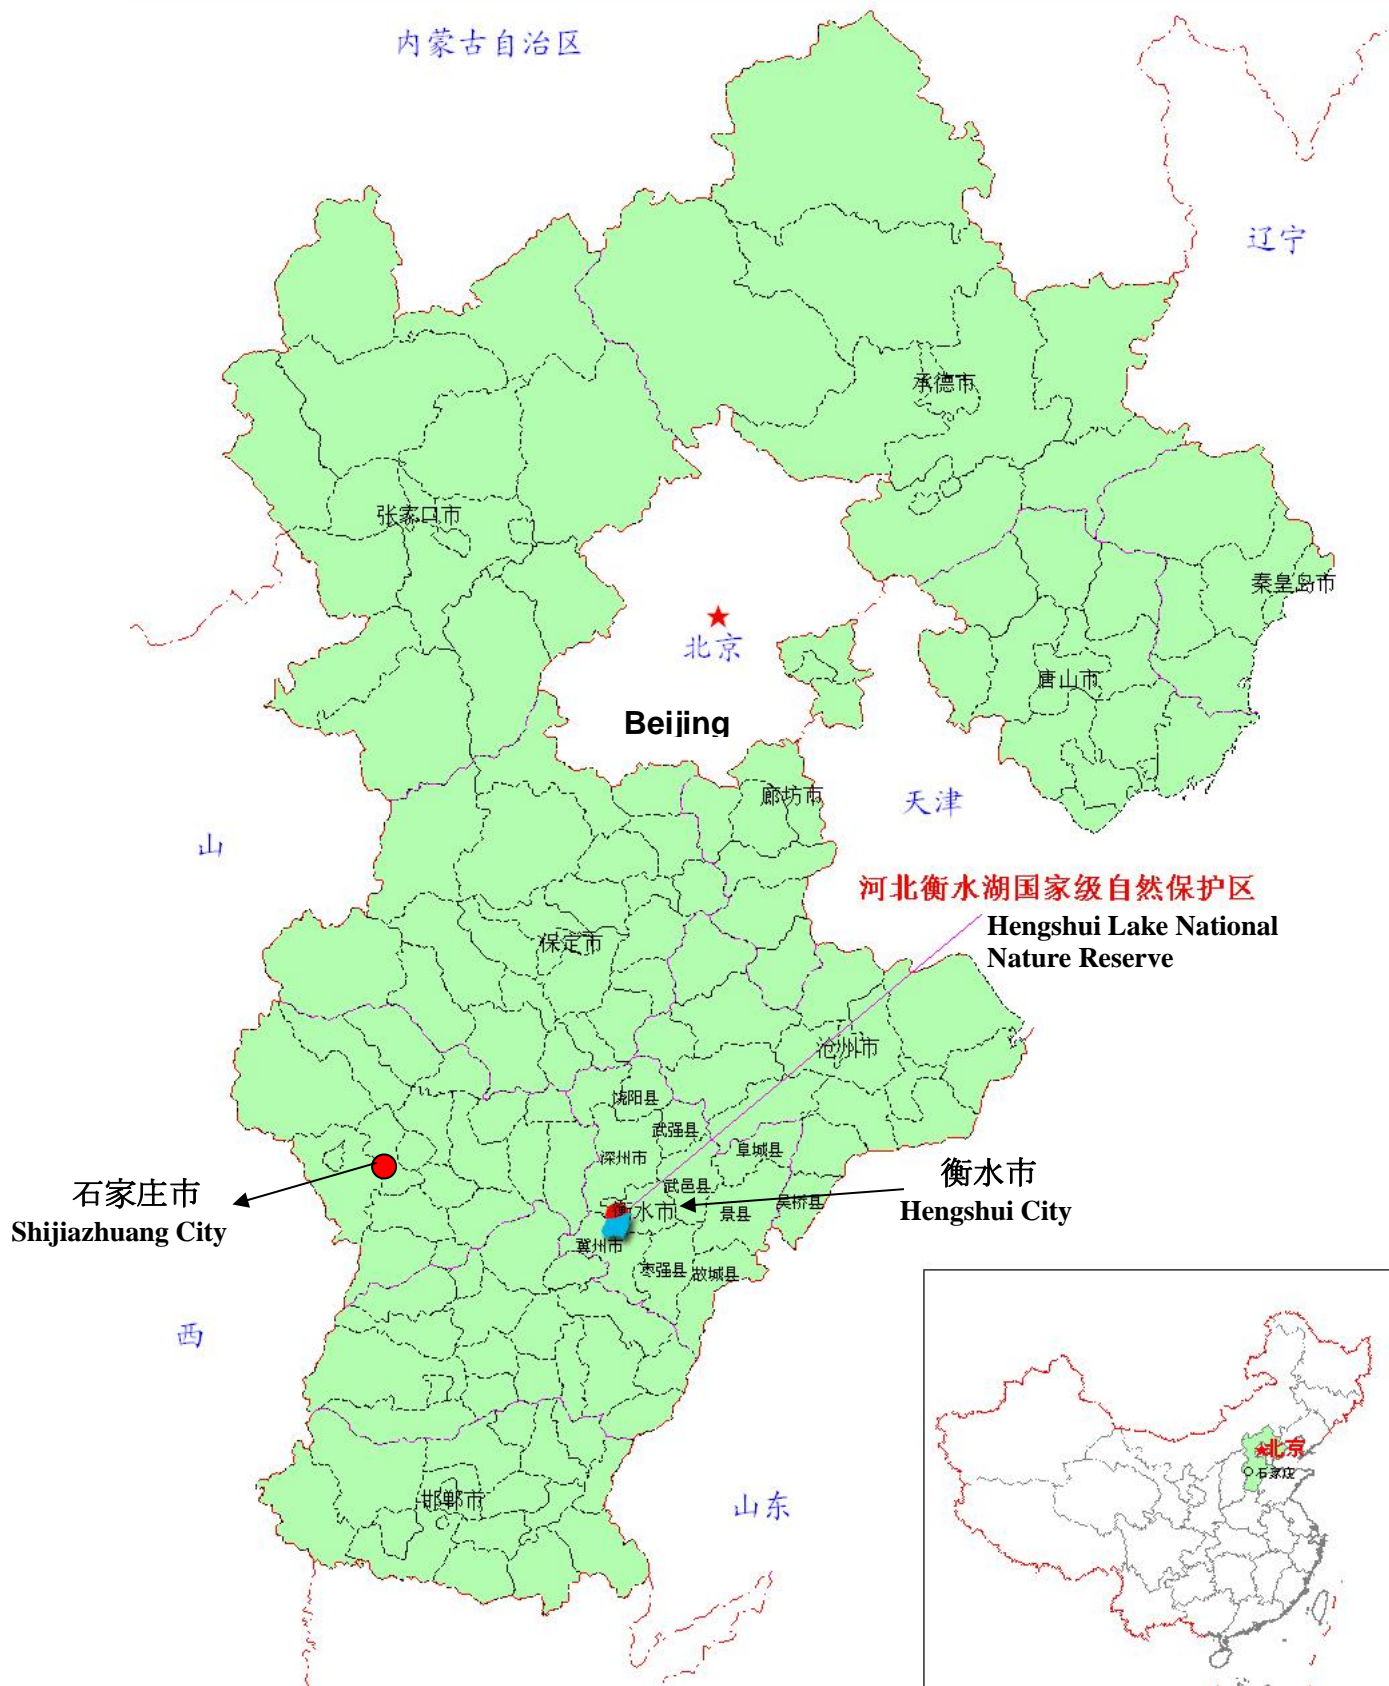 内蒙古自治区
辽宁
承德市
张家口市
秦皇岛市
北京
唐山市
Beijing
廊坊市
天津
山
河北衡水湖国家级自然保护区
Hengshui Lake National
Nature Reserve
保定市
沧州市
饶阳县
武强县
阜城县
深州市
石家庄市
Shijiazhuang City
武邑县
衡水市
Hengshui City
吴桥县
衡水市
景县
冀州市
枣强县
故城县
西
北京
石家庄
邯郸市
山东